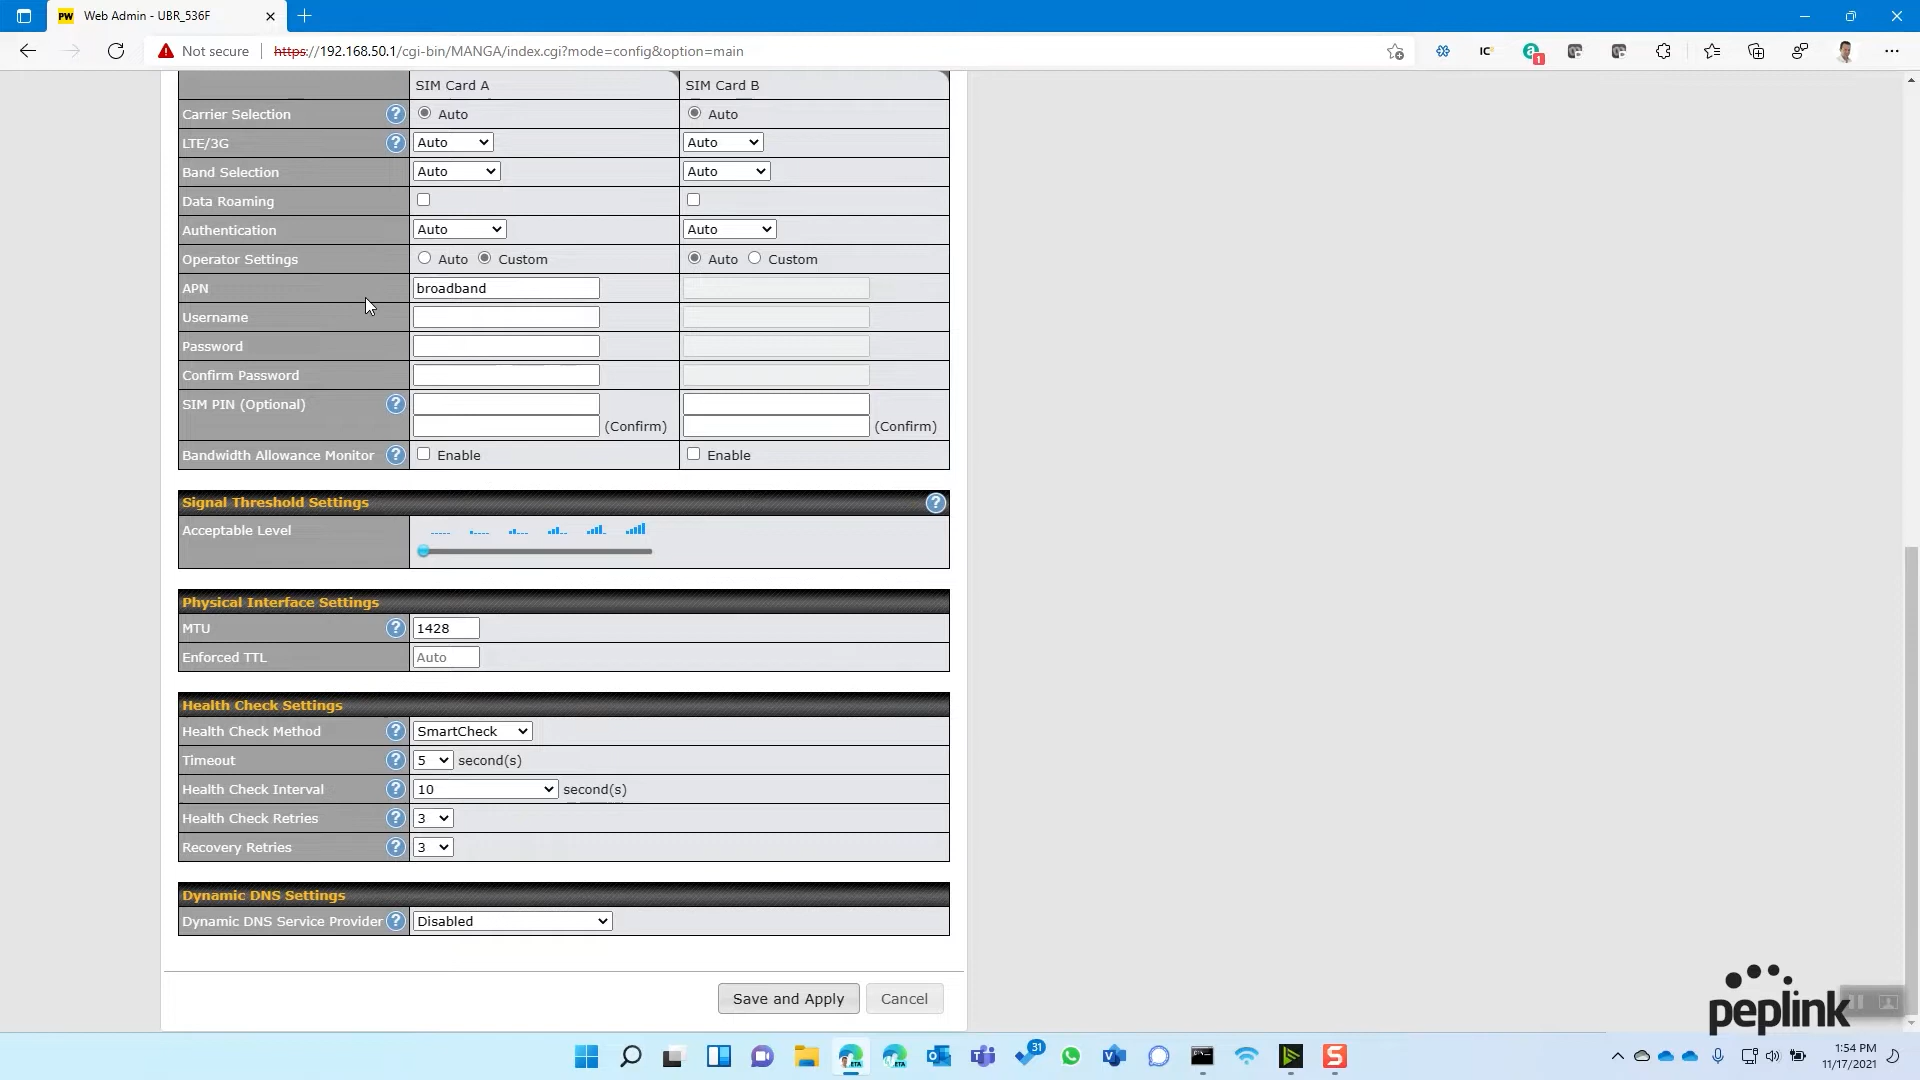 Web Admin - UBR_536F
Not secure
https://192.168.50.1/cgi-bin/MANGA/index.cgi?mode=config&option=main
IC
1
SIM Card A SIM Card B
Carrier Selection ? Auto Auto
LTE/3G ? Auto Auto
Band Selection Auto Auto
Data Roaming
Authentication Auto Auto
Operator Settings Auto Custom Auto Custom
APN broadband
Username
Password
Confirm Password
SIM PIN (Optional) ?
(Confirm) (Confirm)
Bandwidth Allowance Monitor ? Enable Enable
Signal Threshold Settings ?
Acceptable Level
Physical Interface Settings
MTU ? 1428
Enforced TTL Auto
Health Check Settings
Health Check Method ? SmartCheck
Timeout ? 5 second(s)
Health Check Interval ? 10 second(s)
Health Check Retries ? 3
Recovery Retries ? 3
Dynamic DNS Settings
Dynamic DNS Service Provider ? Disabled
Save and Apply Cancel
peplink
31
1:54 PM
11/17/2021